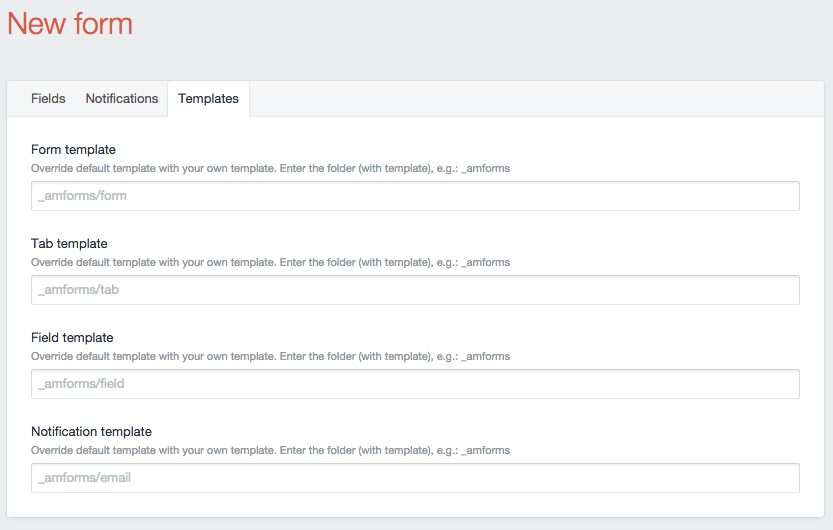 New form
Fields Notifications Templates
Form template
Override default template with your own template. Enter the folder (with template), e.g.: _amforms
_amforms/form
Tab template
Override default template with your own template. Enter the folder (with template), e.g.: _amforms
_amforms/tab
Field template
Override default template with your own template. Enter the folder (with template), e.g.: _amforms
_amforms/field
Notification template
Override default template with your own template. Enter the folder (with template), e.g.: _amforms
_amforms/email